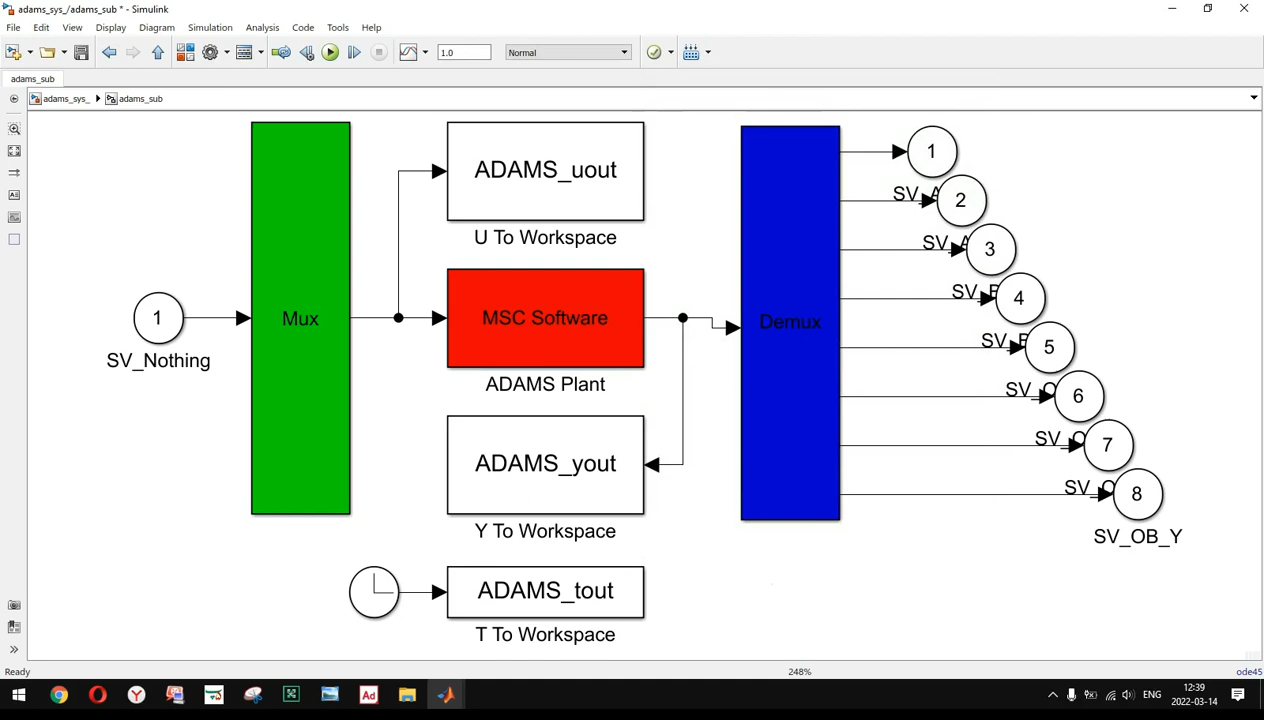 adams_sys_/adams_sub * - Simulink
File Edit View Display Diagram Simulation Analysis Code Tools Help
1.0 Normal
adams_sub
adams_sys_ adams_sub
ADAMS_uout
U To Workspace
1
SV_Nothing
Mux
MSC Software
ADAMS Plant
ADAMS_yout
Y To Workspace
ADAMS_tout
T To Workspace
Demux
1
2
3
4
5
6
7
8
SV_OB_Y
Ready 248% ode45
Ad ENG 12:39
2022-03-14